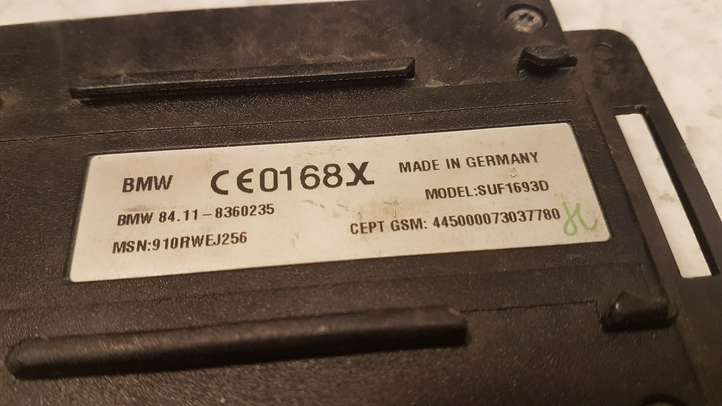 BMW CE0168X MADE IN GERMANY
MODEL:SUF1693D
BMW 84.11-8360235
CEPT GSM: 445000073037780
MSN:910RWEJ256